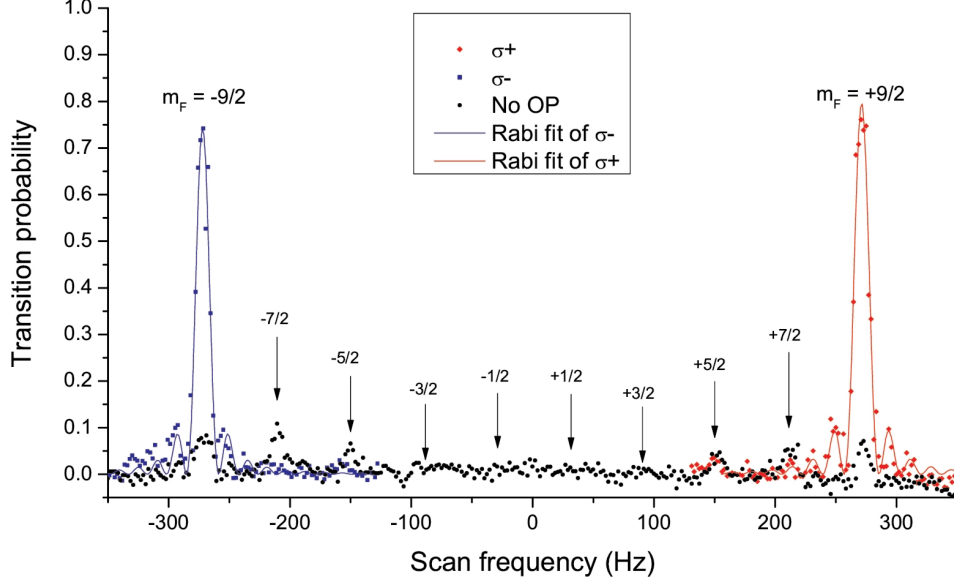 1.0
0.9
0.8
0.7
0.6
0.5
0.4
0.3
0.2
0.1
0.0
Transition probability
σ+
σ-
No OP
Rabi fit of σ-
Rabi fit of σ+
m_F = -9/2
m_F = +9/2
-7/2
-5/2
-3/2
-1/2
+1/2
+3/2
+5/2
+7/2
-300 -200 -100 0 100 200 300
Scan frequency (Hz)